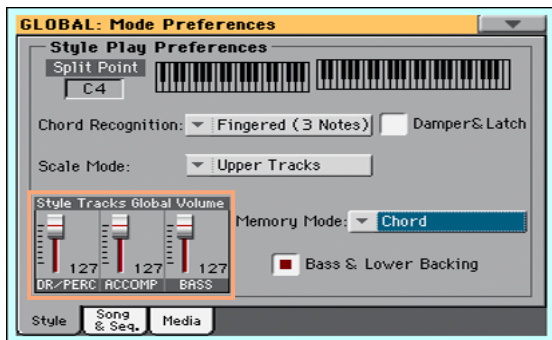 GLOBAL: Mode Preferences
Style Play Preferences
Split Point
C4
Chord Recognition: Fingered (3 Notes) Damper& Latch
Scale Mode: Upper Tracks
Style Tracks Global Volume
Memory Mode: Chord
127 127 127
Bass & Lower Backing
DR/PERC ACCOMP BASS
Style Song & Seq. Media